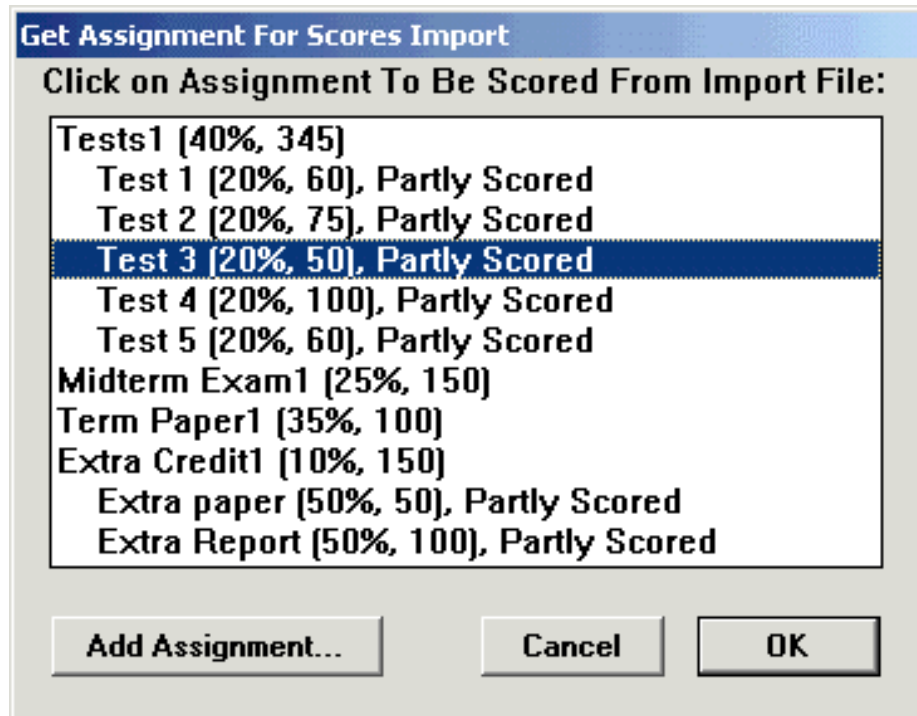 Get Assignment For Scores Import
Click on Assignment To Be Scored From Import File:
Tests1 (40%, 345)
Test 1 (20%, 60), Partly Scored
Test 2 (20%, 75), Partly Scored
Test 3 (20%, 50), Partly Scored
Test 4 (20%, 100), Partly Scored
Test 5 (20%, 60), Partly Scored
Midterm Exam1 (25%, 150)
Term Paper1 (35%, 100)
Extra Credit1 (10%, 150)
Extra paper (50%, 50), Partly Scored
Extra Report (50%, 100), Partly Scored
Add Assignment... Cancel OK